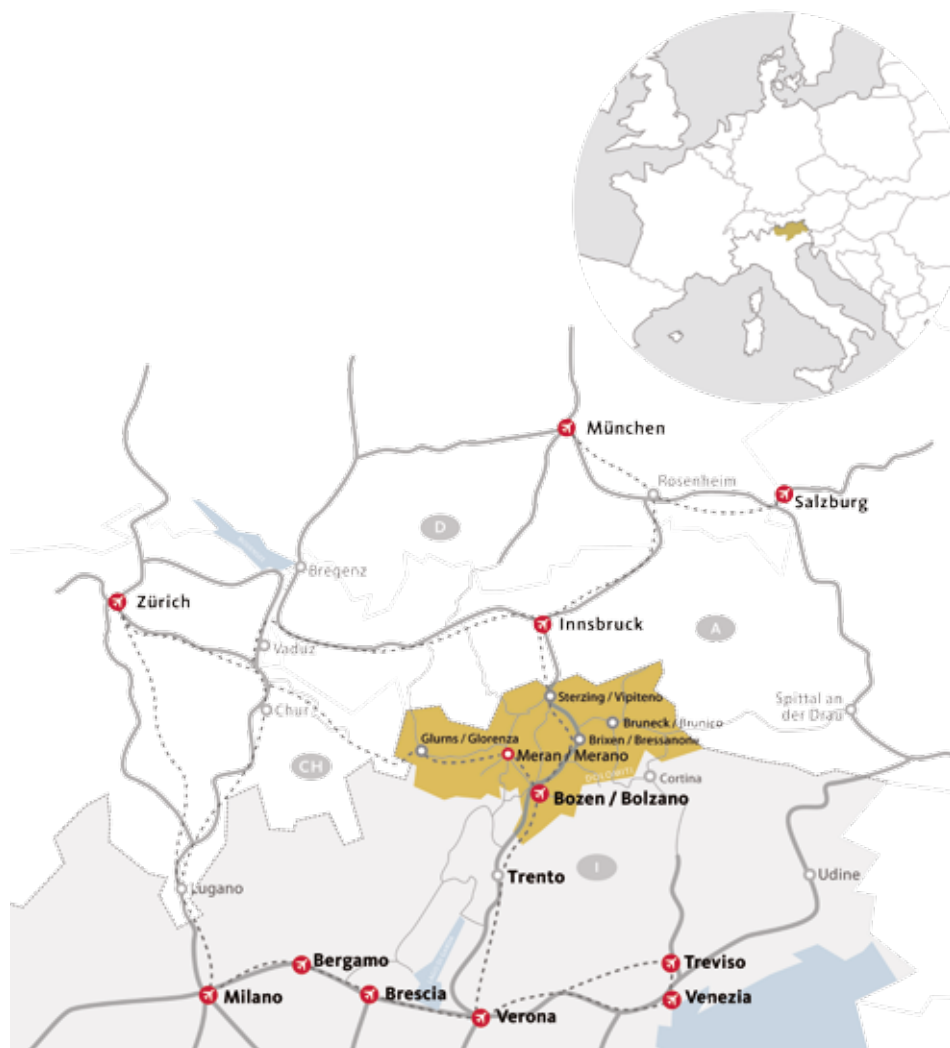 München
Rosenheim
Salzburg
D
Bregenz
Zürich
Innsbruck
A
Vaduz
Sterzing / Vipiteno
Spittal an
der Drau
Chur
Bruneck / Brunico
Glurns / Glorenza
Brixen / Bressanone
Meran / Merano
CH
DOLOMITI
Cortina
Bozen / Bolzano
I
Trento
Udine
Lugano
Bergamo
Treviso
Milano
Brescia
Venezia
Verona